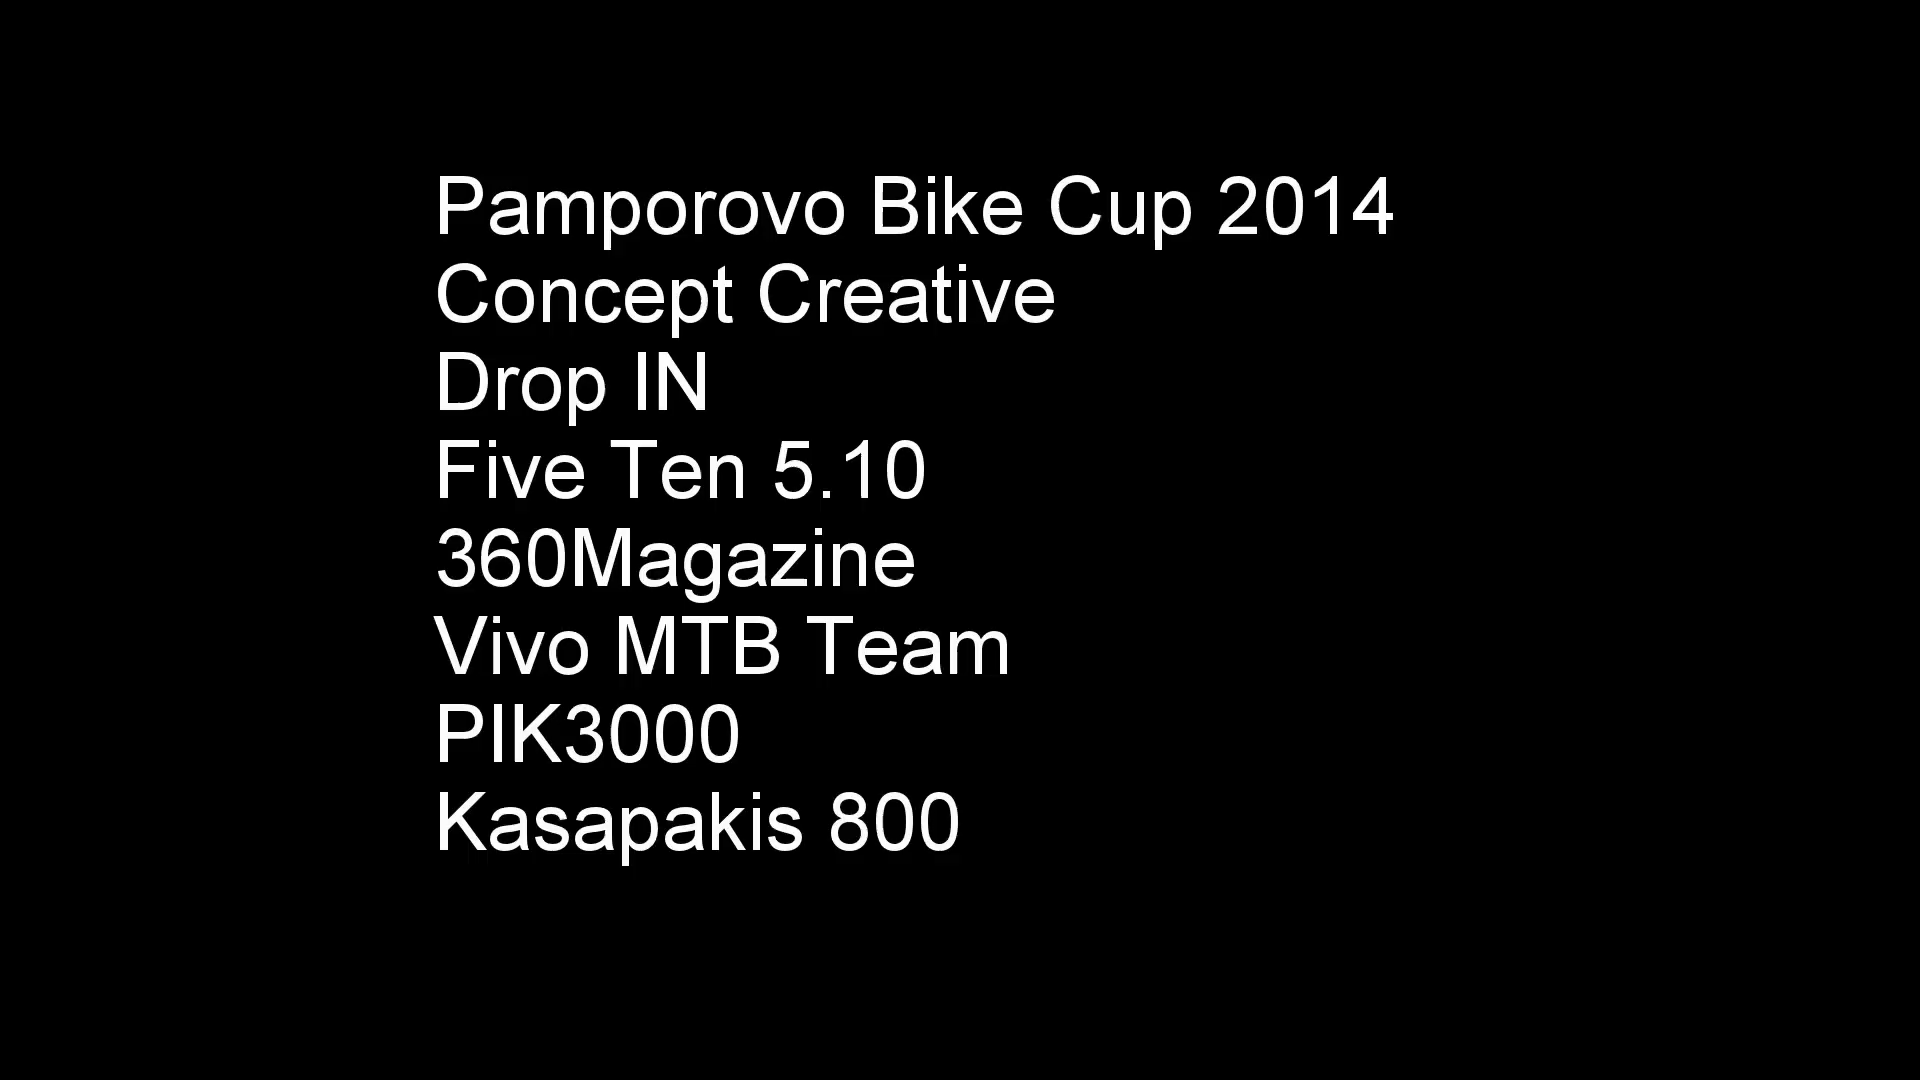 Pamporovo Bike Cup 2014
Concept Creative
Drop IN
Five Ten 5.10
360Magazine
Vivo MTB Team
PIK3000
Kasapakis 800